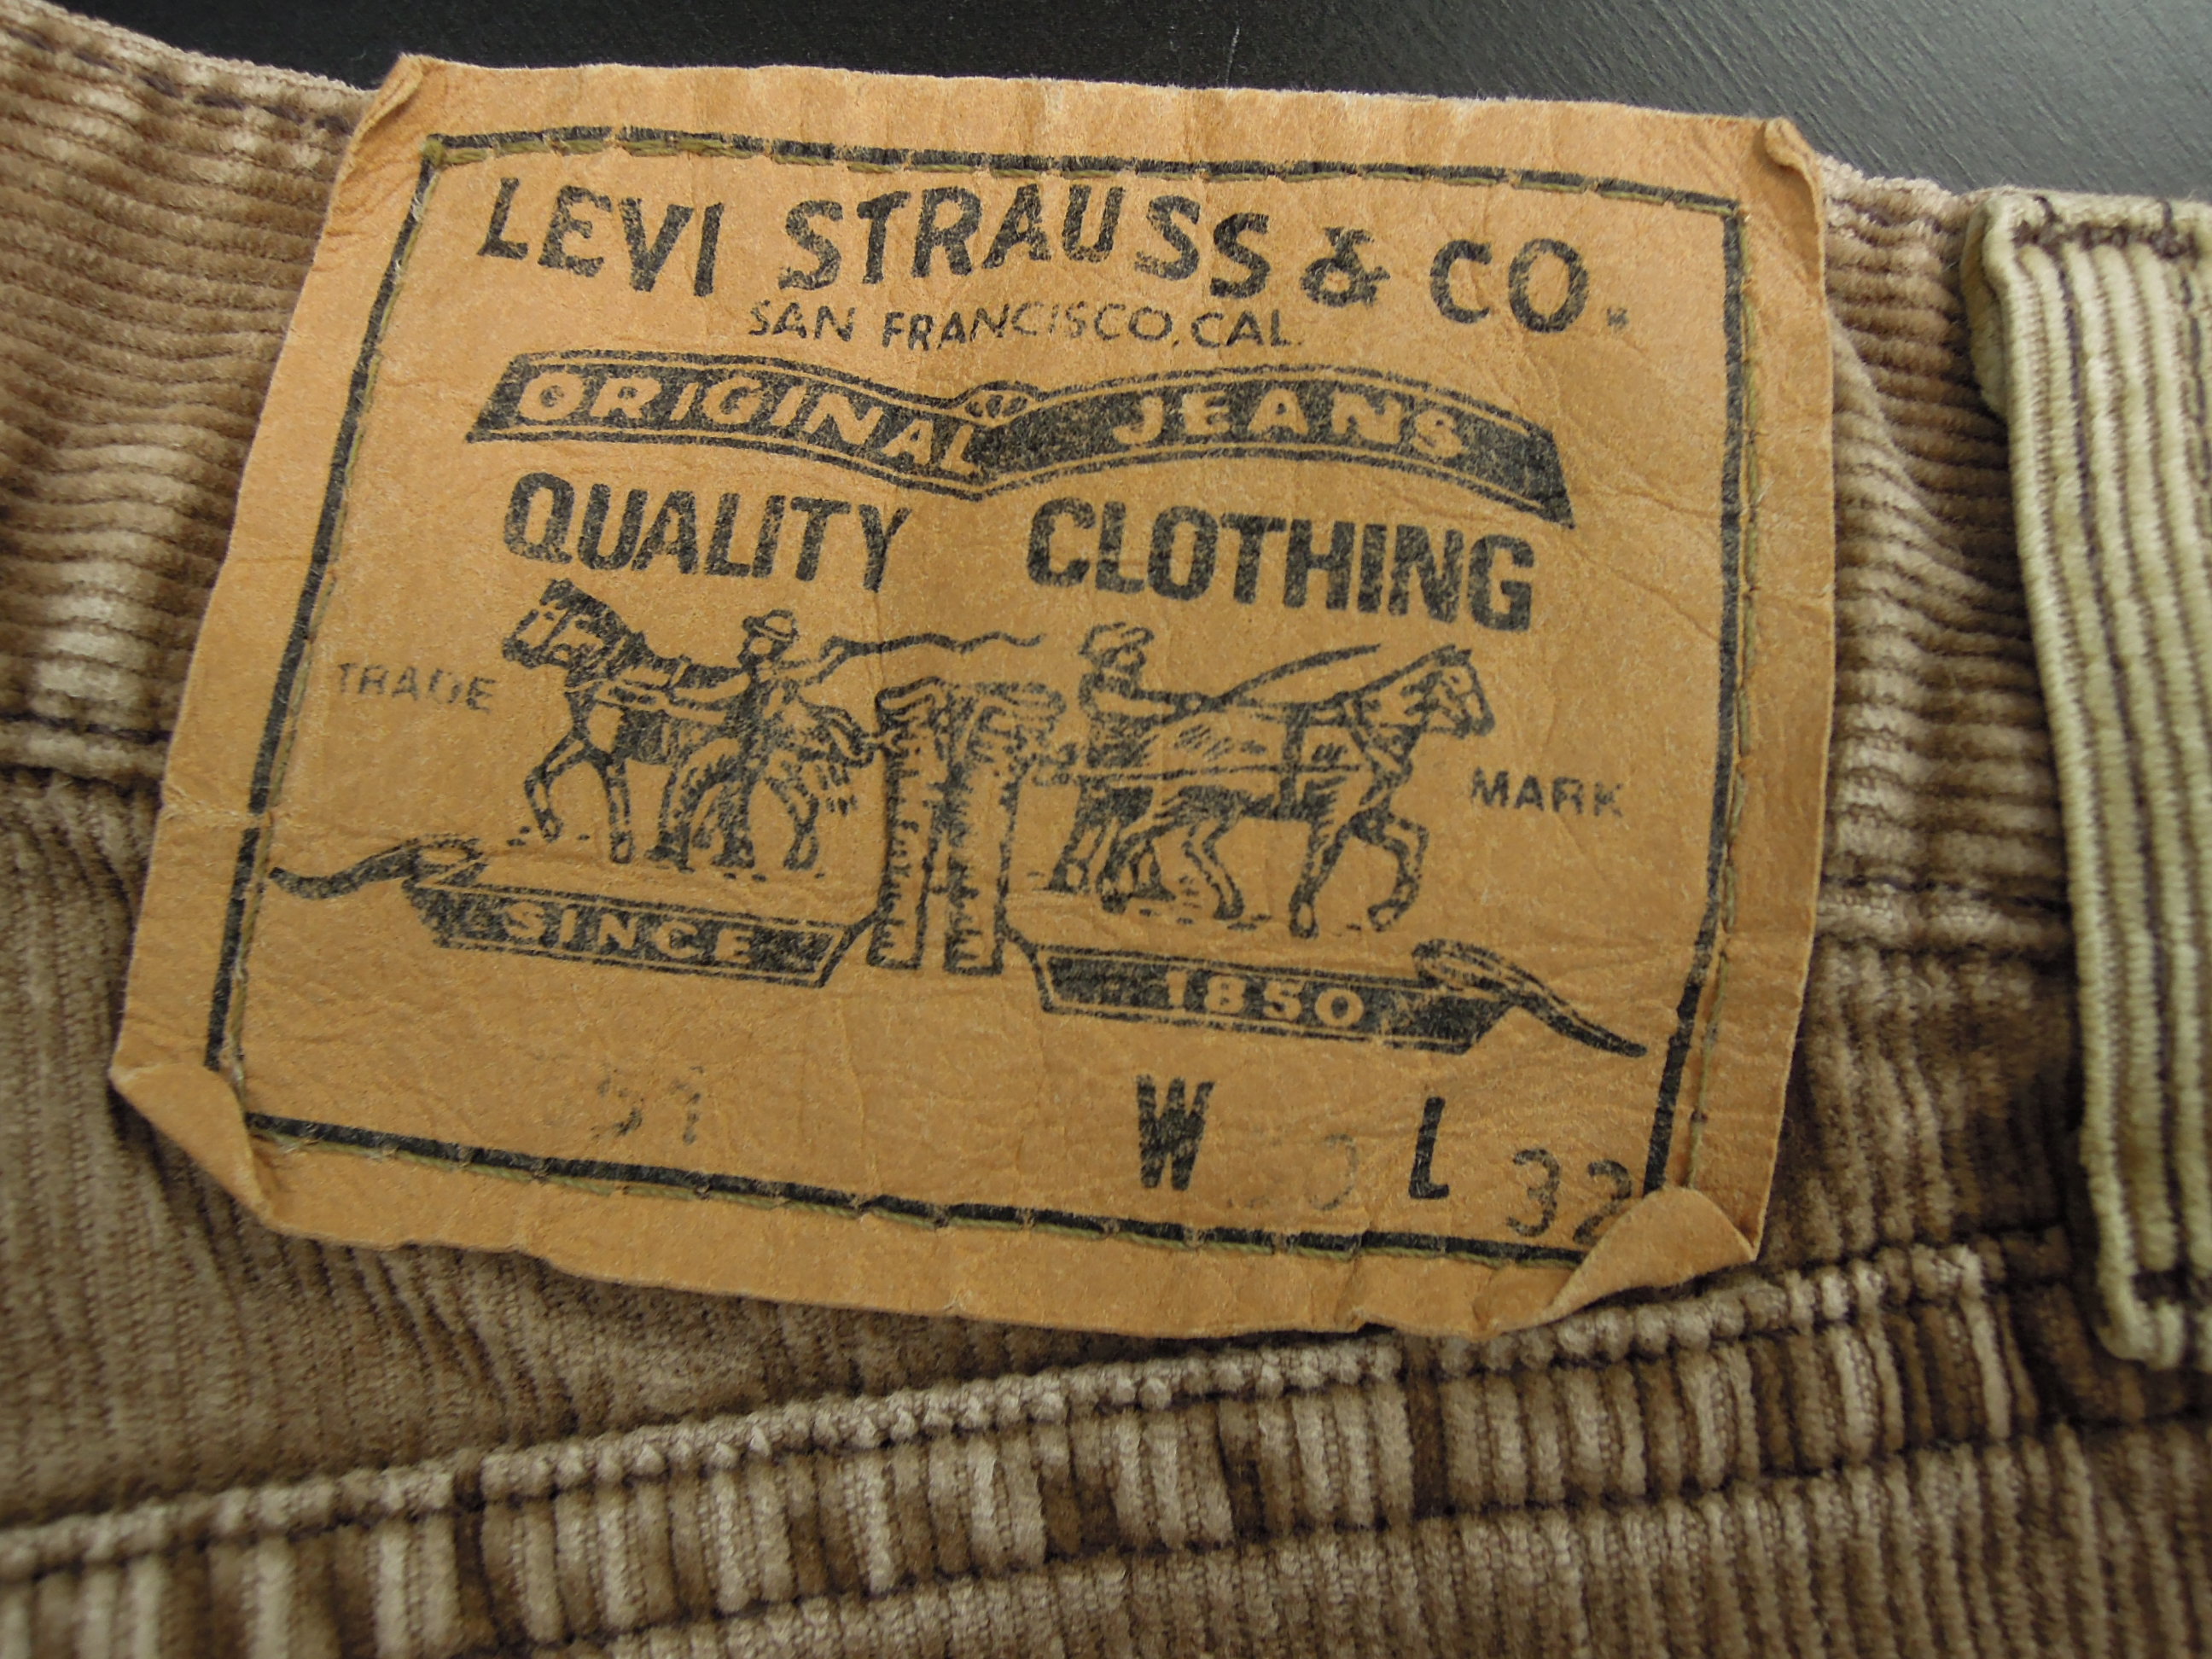 LEVI STRAUSS & CO.
SAN FRANCISCO, CAL.
ORIGINAL JEANS
QUALITY CLOTHING
TRADE MARK
SINCE 1850
W L 32